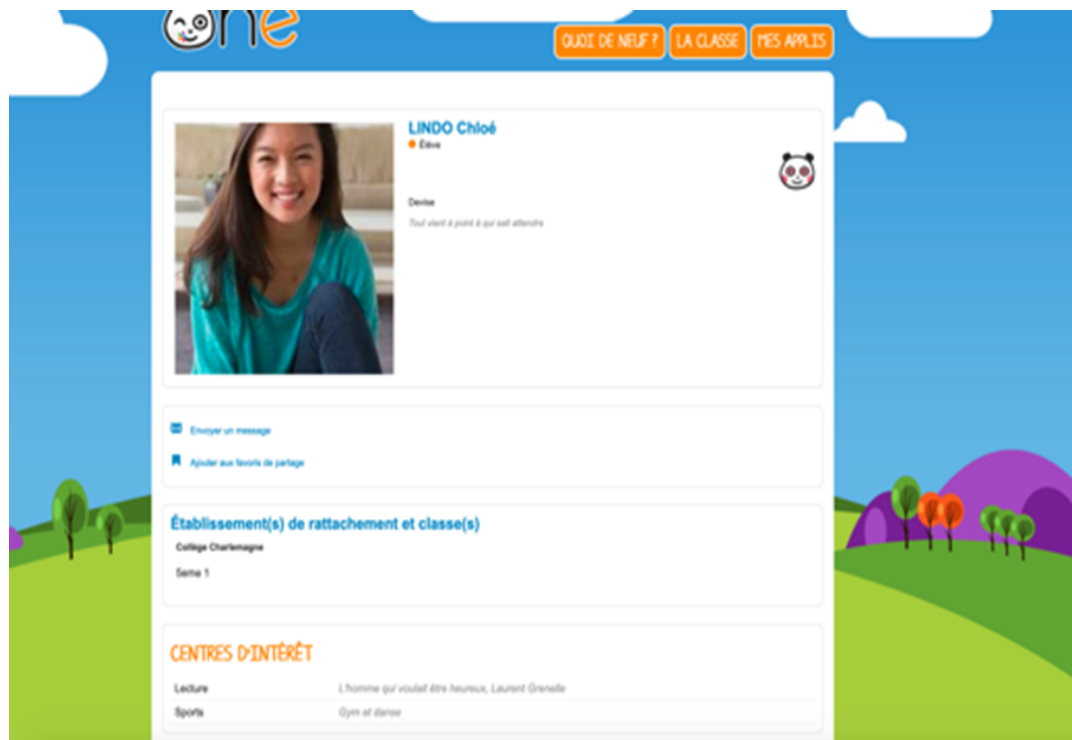 One
QUOI DE NEUF ?
LA CLASSE
MES APPLIS
LINDO Chloé
Élève
Devise
Tout vient à point à qui sait attendre
Envoyer un message
Ajouter aux favoris de partage
Établissement(s) de rattachement et classe(s)
Collège Charlemagne
5eme 1
CENTRES D'INTÉRÊT
Lecture L'homme qui voulait être heureux, Laurent Grenelle
Sports Gym et danse